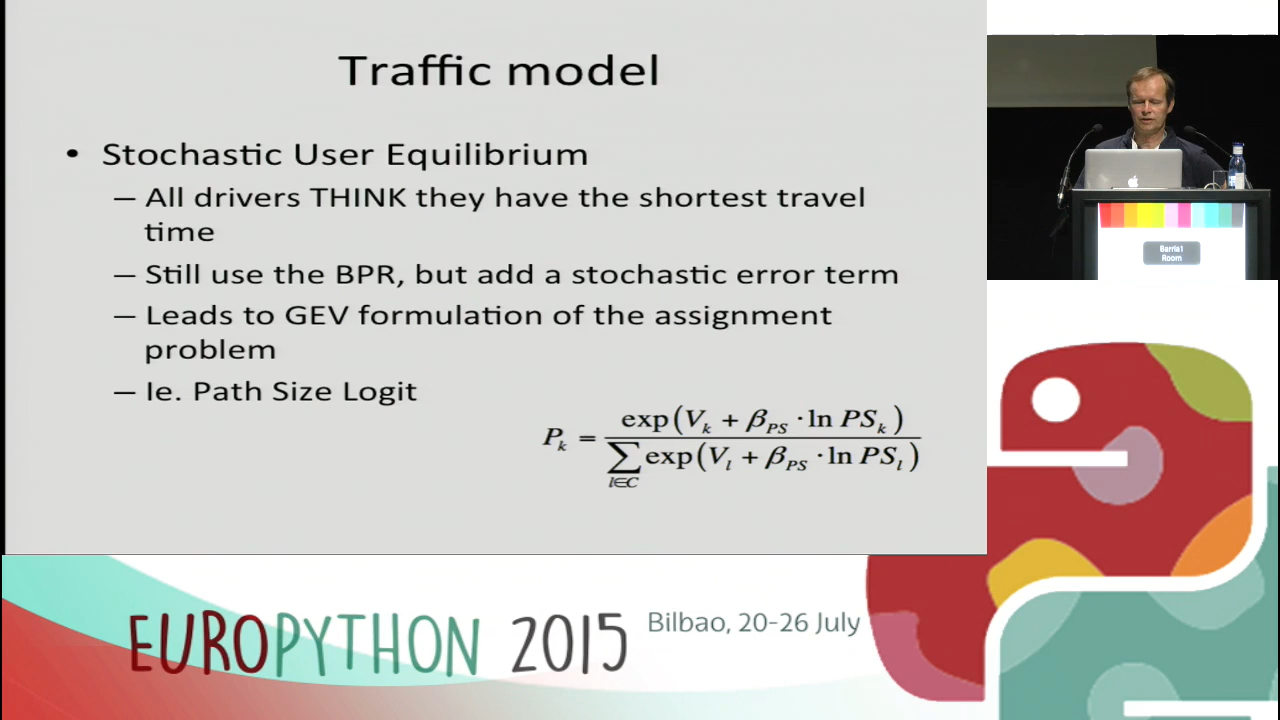 Traffic model
• Stochastic User Equilibrium
– All drivers THINK they have the shortest travel
time
– Still use the BPR, but add a stochastic error term
– Leads to GEV formulation of the assignment
problem
– Ie. Path Size Logit
P_k = exp(V_k + β_PS · ln PS_k) / ∑_{l∈C} exp(V_l + β_PS · ln PS_l)
Barria1
Room
EUROPYTHON 2015
Bilbao, 20-26 July